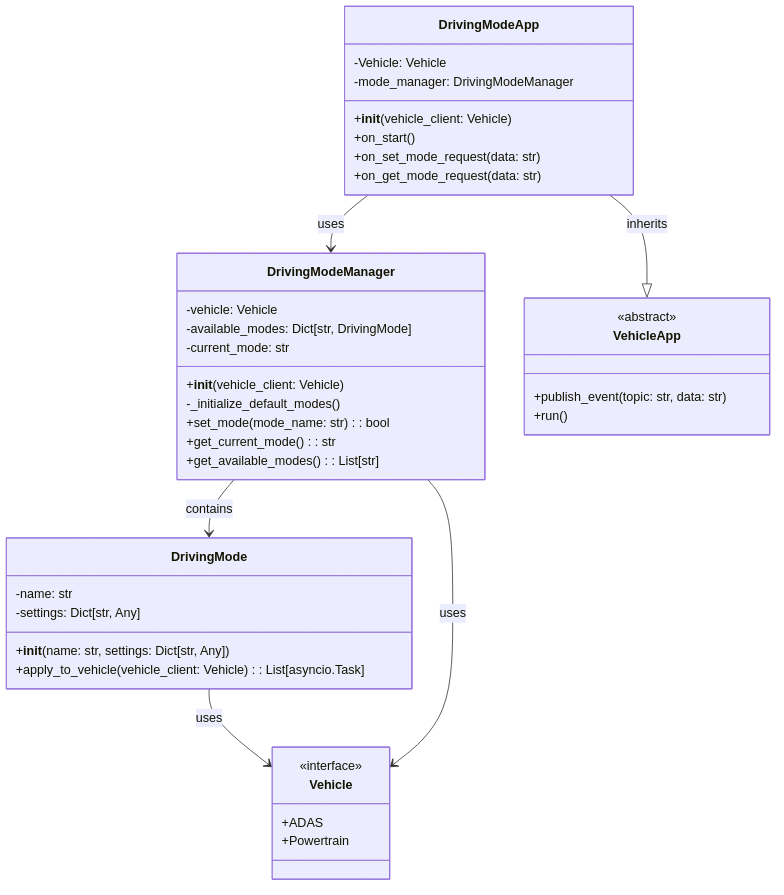 DrivingModeApp
-Vehicle: Vehicle
-mode_manager: DrivingModeManager
+init(vehicle_client: Vehicle)
+on_start()
+on_set_mode_request(data: str)
+on_get_mode_request(data: str)
uses
inherits
DrivingModeManager
-vehicle: Vehicle
-available_modes: Dict[str, DrivingMode]
-current_mode: str
+init(vehicle_client: Vehicle)
-_initialize_default_modes()
+set_mode(mode_name: str) : : bool
+get_current_mode() : : str
+get_available_modes() : : List[str]
«abstract»
VehicleApp
+publish_event(topic: str, data: str)
+run()
contains
uses
DrivingMode
-name: str
-settings: Dict[str, Any]
+init(name: str, settings: Dict[str, Any])
+apply_to_vehicle(vehicle_client: Vehicle) : : List[asyncio.Task]
uses
«interface»
Vehicle
+ADAS
+Powertrain